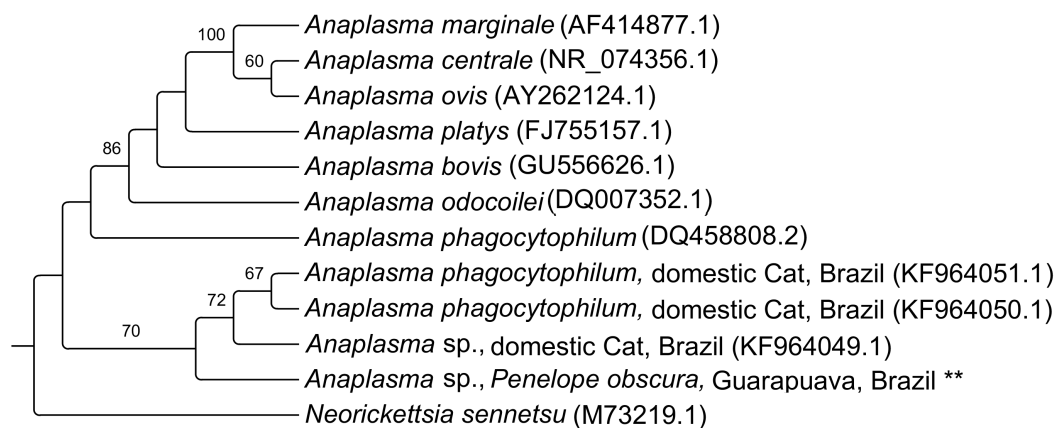 100 Anaplasma marginale (AF414877.1)
60 Anaplasma centrale (NR_074356.1)
Anaplasma ovis (AY262124.1)
Anaplasma platys (FJ755157.1)
86 Anaplasma bovis (GU556626.1)
Anaplasma odocoilei (DQ007352.1)
Anaplasma phagocytophilum (DQ458808.2)
67 Anaplasma phagocytophilum, domestic Cat, Brazil (KF964051.1)
72 Anaplasma phagocytophilum, domestic Cat, Brazil (KF964050.1)
70 Anaplasma sp., domestic Cat, Brazil (KF964049.1)
Anaplasma sp., Penelope obscura, Guarapuava, Brazil **
Neorickettsia sennetsu (M73219.1)